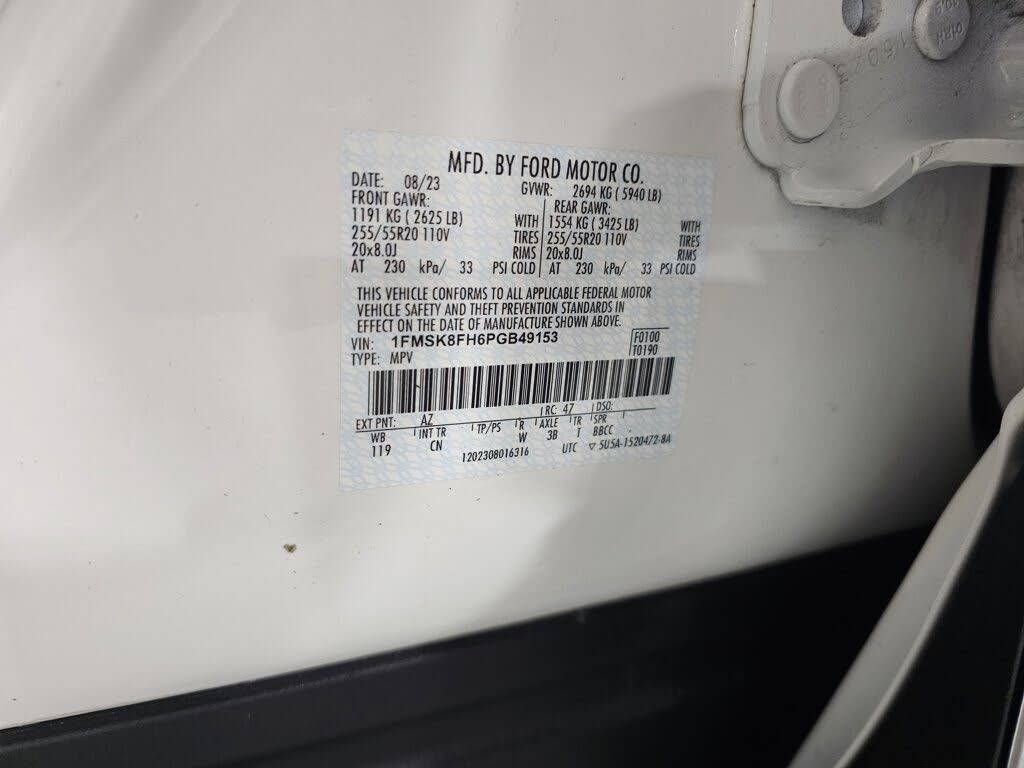 MFD. BY FORD MOTOR CO.
DATE: 08/23 GVWR: 2694 KG ( 5940 LB)
FRONT GAWR: REAR GAWR:
1191 KG ( 2625 LB) WITH 1554 KG ( 3425 LB) WITH
255/55R20 110V TIRES 255/55R20 110V TIRES
20x8.0J RIMS 20x8.0J RIMS
AT 230 kPa/ 33 PSI COLD AT 230 kPa/ 33 PSI COLD
THIS VEHICLE CONFORMS TO ALL APPLICABLE FEDERAL MOTOR
VEHICLE SAFETY AND THEFT PREVENTION STANDARDS IN
EFFECT ON THE DATE OF MANUFACTURE SHOWN ABOVE.
VIN: 1FMSK8FH6PGB49153 F0100
TYPE: MPV T0190
EXT PNT: AZ RC: 47 DSO:
WB INT TR TP/PS R AXLE TR SPR
119 CN W 3B T BBCC
1202308016316 UTC ▽ 5U5A-1520472-BA